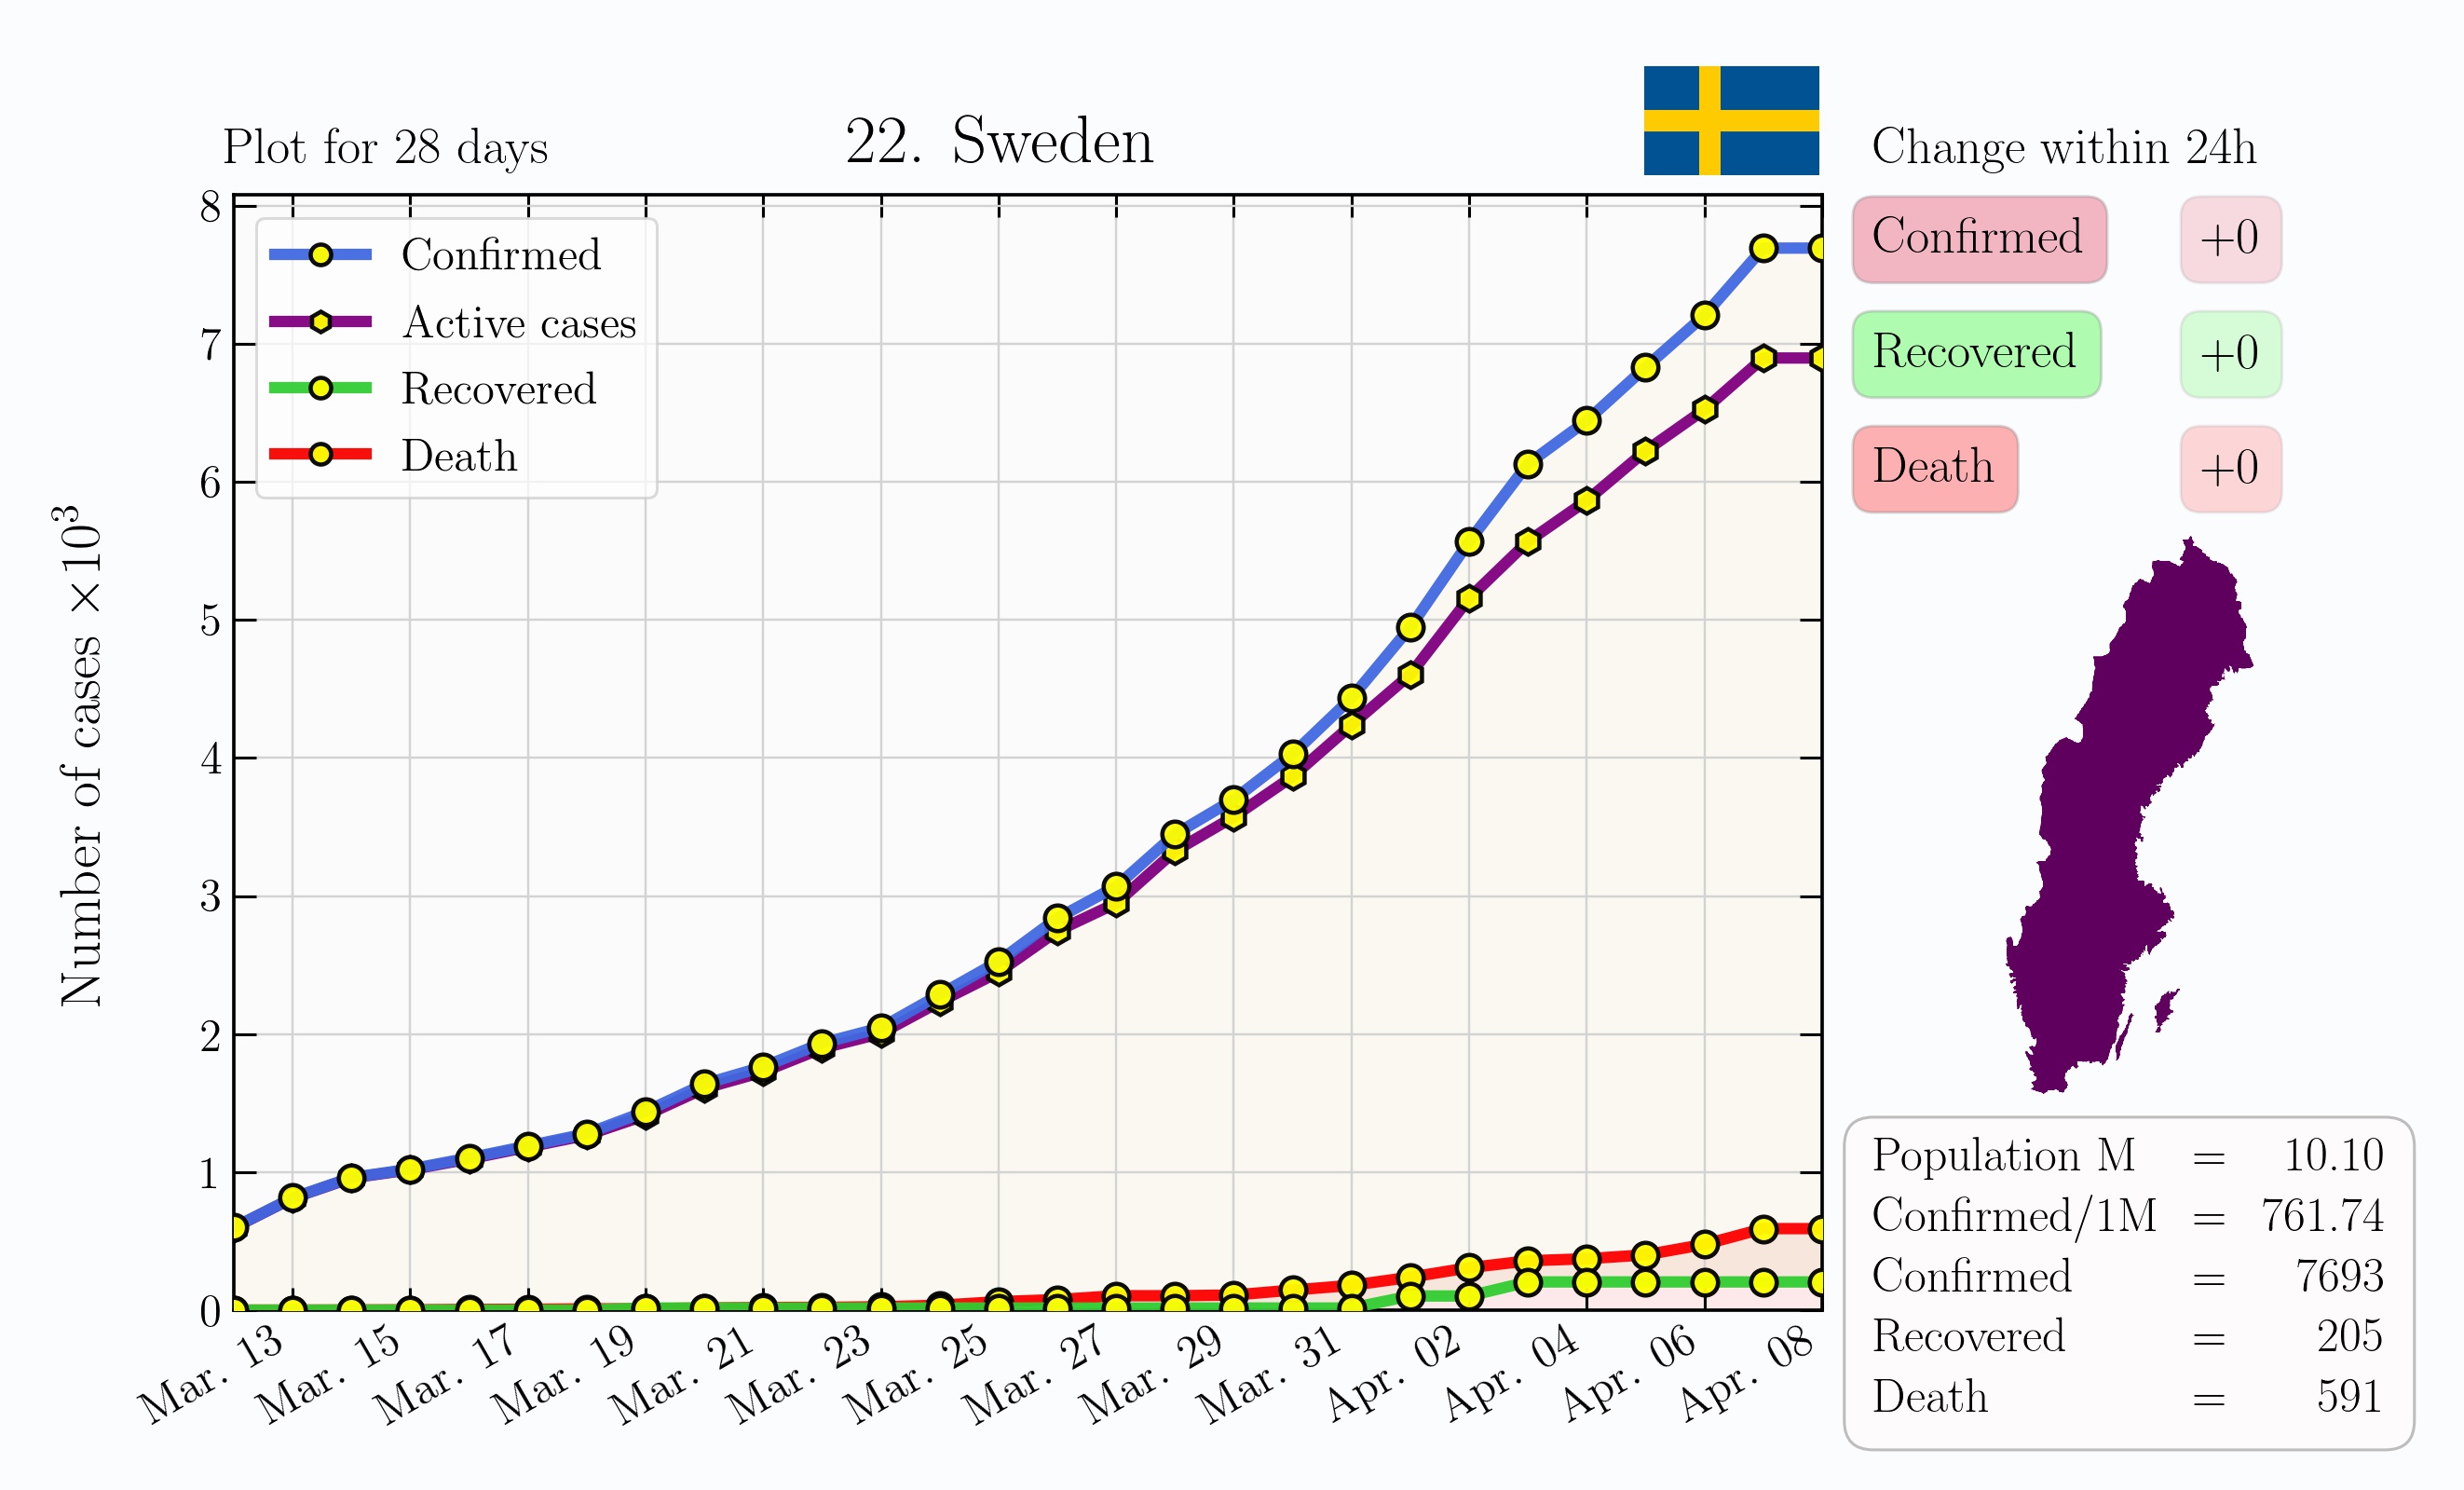 Plot for 28 days
22. Sweden
Change within 24h
Confirmed +0
Recovered +0
Death +0
Confirmed
Active cases
Recovered
Death
Number of cases ×10³
8
7
6
5
4
3
2
1
0
Mar. 13
Mar. 15
Mar. 17
Mar. 19
Mar. 21
Mar. 23
Mar. 25
Mar. 27
Mar. 29
Mar. 31
Apr. 02
Apr. 04
Apr. 06
Apr. 08
Population M = 10.10
Confirmed/1M = 761.74
Confirmed = 7693
Recovered = 205
Death = 591